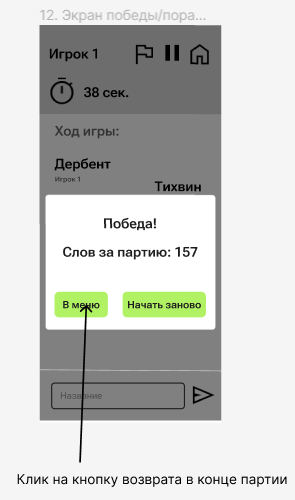 12. Экран победы/пора...
Игрок 1
38 сек.
Ход игры:
Дербент
Игрок 1
Тихвин
Победа!
Слов за партию: 157
В меню
Начать заново
Название
Клик на кнопку возврата в конце партии